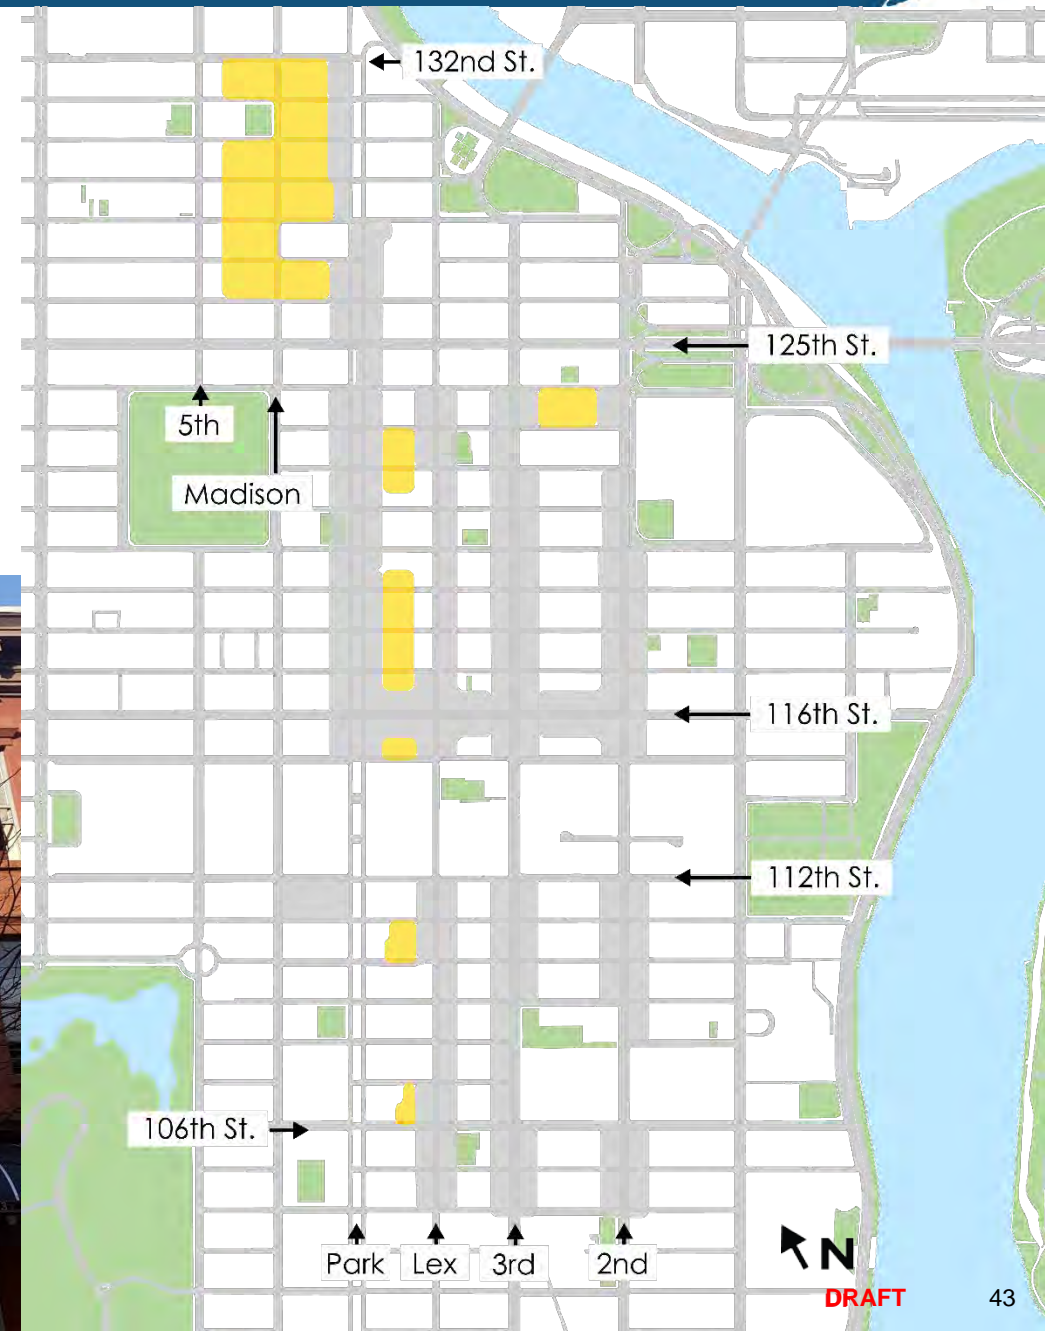 132nd St.
125th St.
5th
Madison
116th St.
112th St.
106th St.
Park
Lex
3rd
2nd
N
DRAFT
43